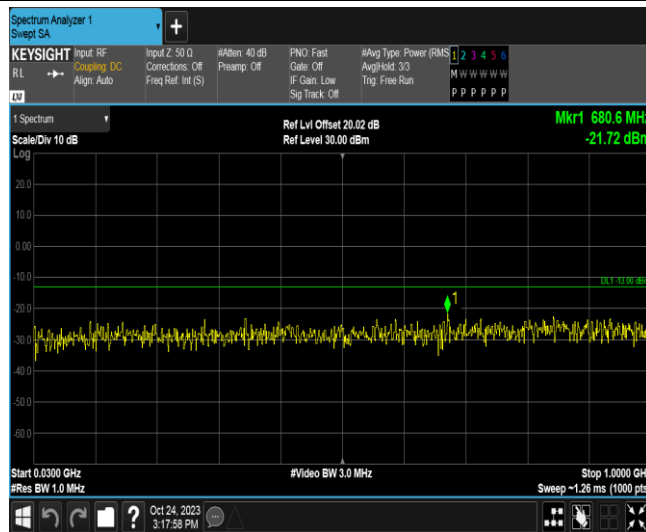 Spectrum Analyzer 1
Swept SA
+
KEYSIGHT
RL
LXI
Input: RF
Coupling: DC
Align: Auto
Input Z: 50 Ω
Corrections: Off
Freq Ref: Int (S)
#Atten: 40 dB
Preamp: Off
PNO: Fast
Gate: Off
IF Gain: Low
Sig Track: Off
#Avg Type: Power (RMS
Avg|Hold: 3/3
Trig: Free Run
1 2 3 4 5 6
M W W W W W
P P P P P P
1 Spectrum
Scale/Div 10 dB
Log
Ref Lvl Offset 20.02 dB
Ref Level 30.00 dBm
Mkr1 680.6 MHz
-21.72 dBm
20.0
10.0
0.00
-10.0
DL1 -13.00 dBm
1
-20.0
-30.0
-40.0
-50.0
-60.0
Start 0.0300 GHz
#Res BW 1.0 MHz
#Video BW 3.0 MHz
Stop 1.0000 GH
Sweep ~1.26 ms (1000 pts
?
Oct 24, 2023
3:17:58 PM